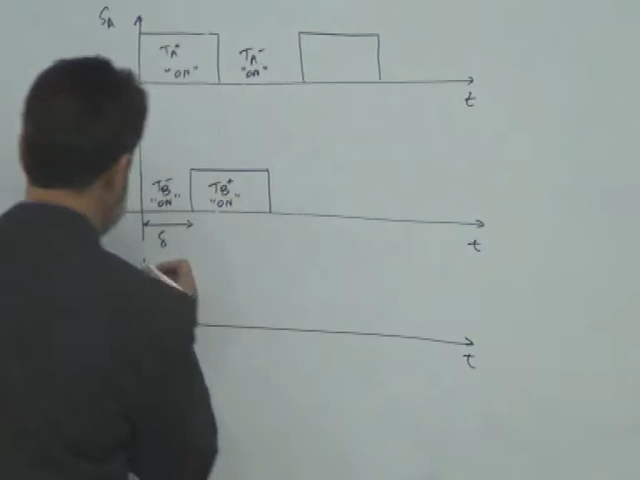 SA
TA+ TA-
"ON" "ON"
t
TB- TB+
"ON" "ON"
δ
t
t